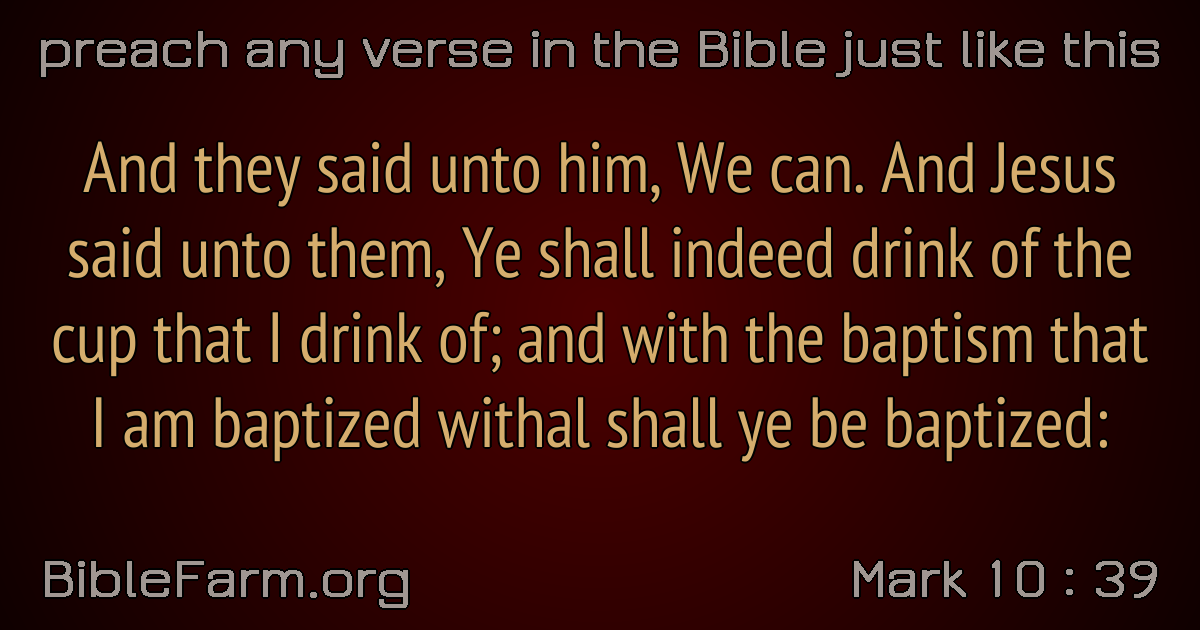 preach any verse in the Bible just like this
And they said unto him, We can. And Jesus
said unto them, Ye shall indeed drink of the
cup that I drink of; and with the baptism that
I am baptized withal shall ye be baptized:
BibleFarm.org
Mark 10 : 39